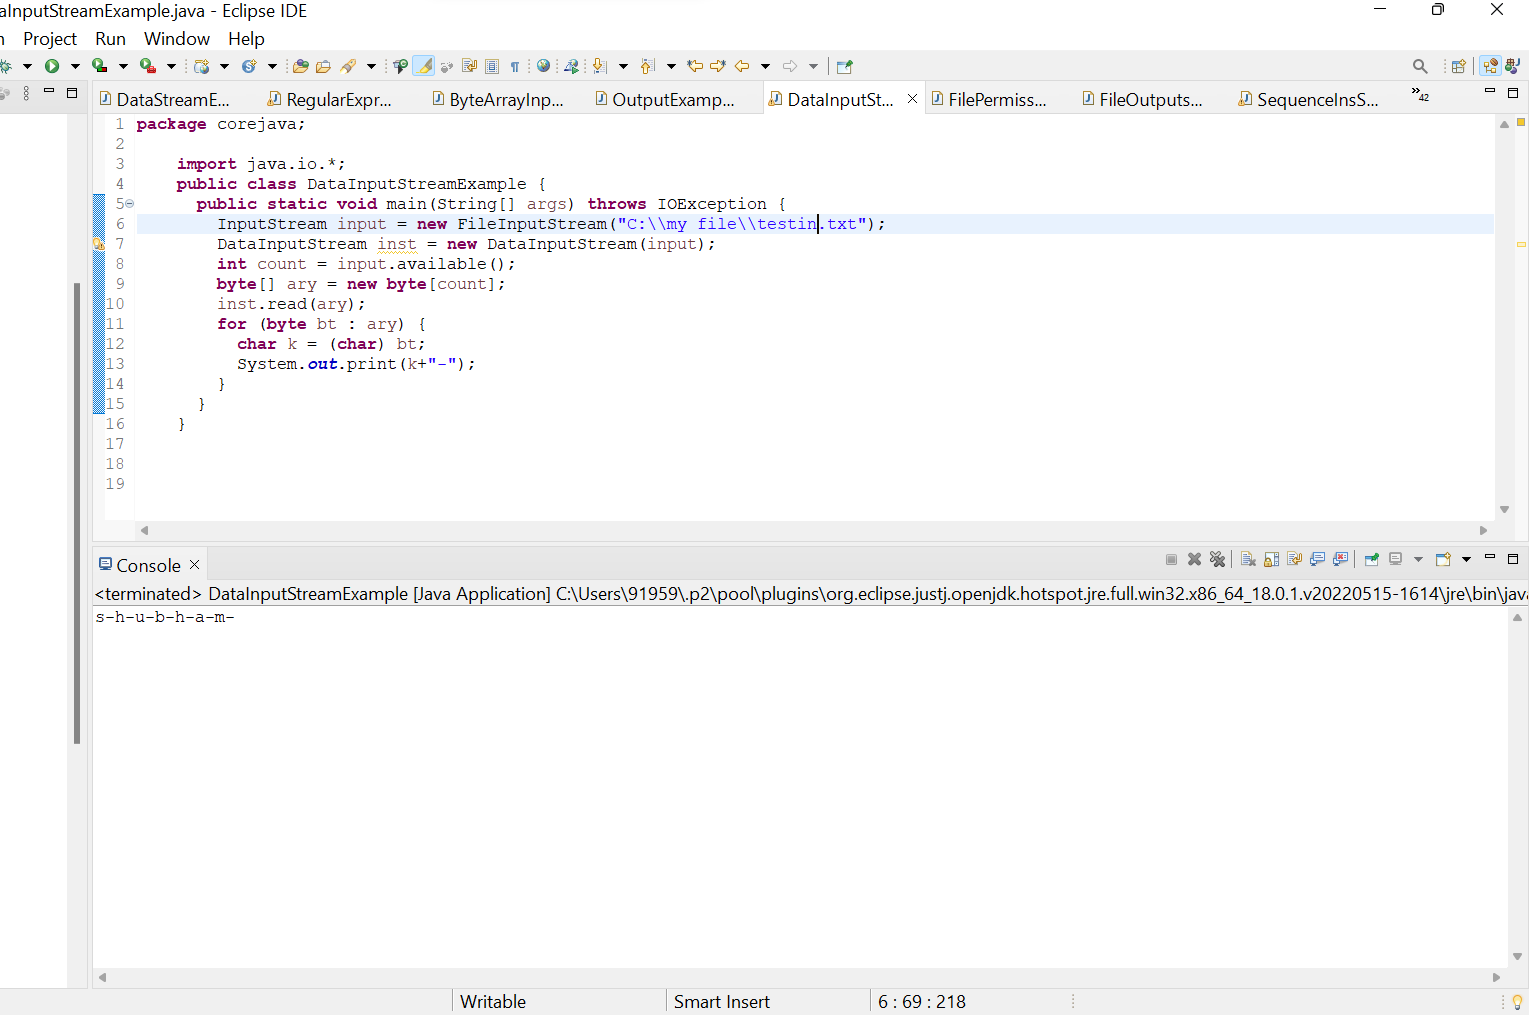 aInputStreamExample.java - Eclipse IDE
Project Run Window Help
DataStreamE... RegularExpr... ByteArrayInp... OutputExamp... DataInputSt... FilePermiss... FileOutputs... SequenceInsS... »42
1 package corejava;
2
3 import java.io.*;
4 public class DataInputStreamExample {
5 public static void main(String[] args) throws IOException {
6 InputStream input = new FileInputStream("C:\\my file\\testin.txt");
7 DataInputStream inst = new DataInputStream(input);
8 int count = input.available();
9 byte[] ary = new byte[count];
10 inst.read(ary);
11 for (byte bt : ary) {
12 char k = (char) bt;
13 System.out.print(k+"-");
14 }
15 }
16 }
17
18
19
Console
<terminated> DataInputStreamExample [Java Application] C:\Users\91959\.p2\pool\plugins\org.eclipse.justj.openjdk.hotspot.jre.full.win32.x86_64_18.0.1.v20220515-1614\jre\bin\java
s-h-u-b-h-a-m-
Writable Smart Insert 6 : 69 : 218